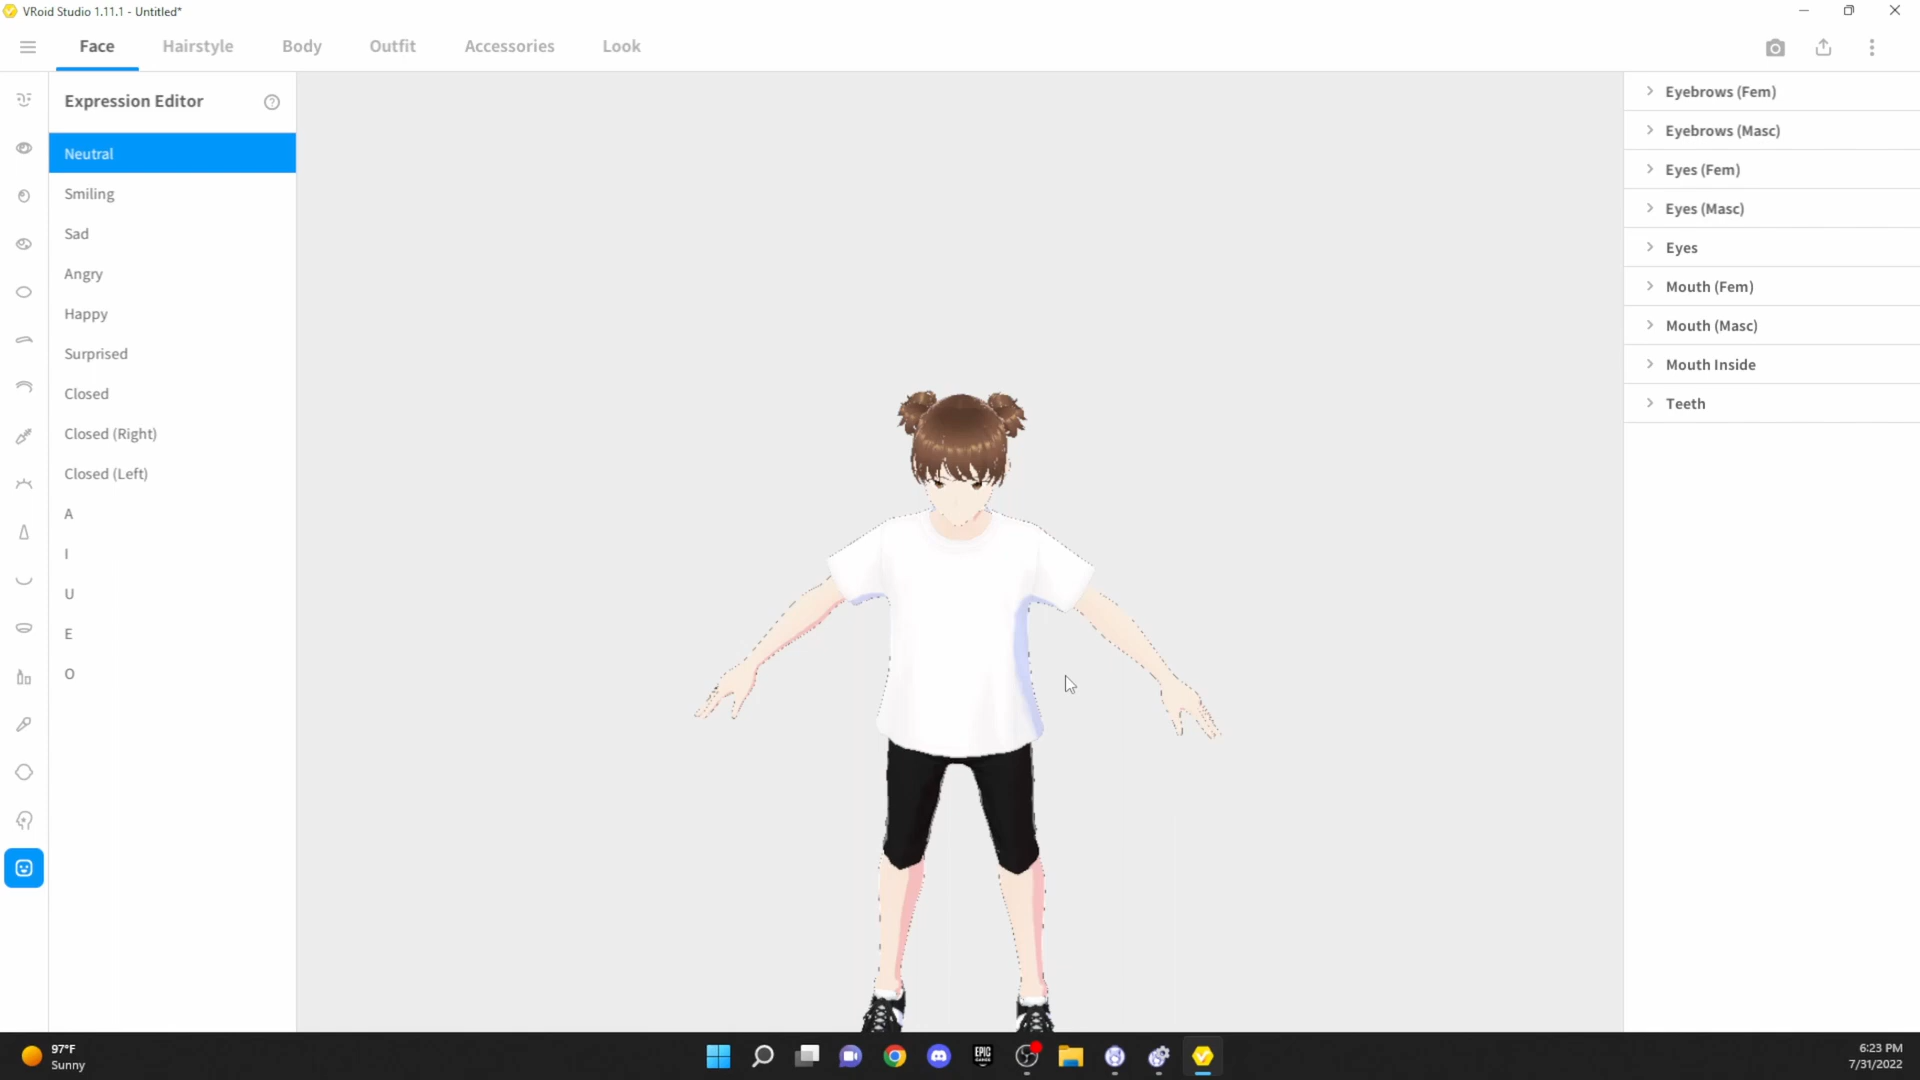 VRoid Studio 1.11.1 - Untitled*
Face
Hairstyle
Body
Outfit
Accessories
Look
Expression Editor
?
Neutral
Smiling
Sad
Angry
Happy
Surprised
Closed
Closed (Right)
Closed (Left)
A
I
U
E
O
Eyebrows (Fem)
Eyebrows (Masc)
Eyes (Fem)
Eyes (Masc)
Eyes
Mouth (Fem)
Mouth (Masc)
Mouth Inside
Teeth
97°F
Sunny
EPIC
GAMES
6:23 PM
7/31/2022